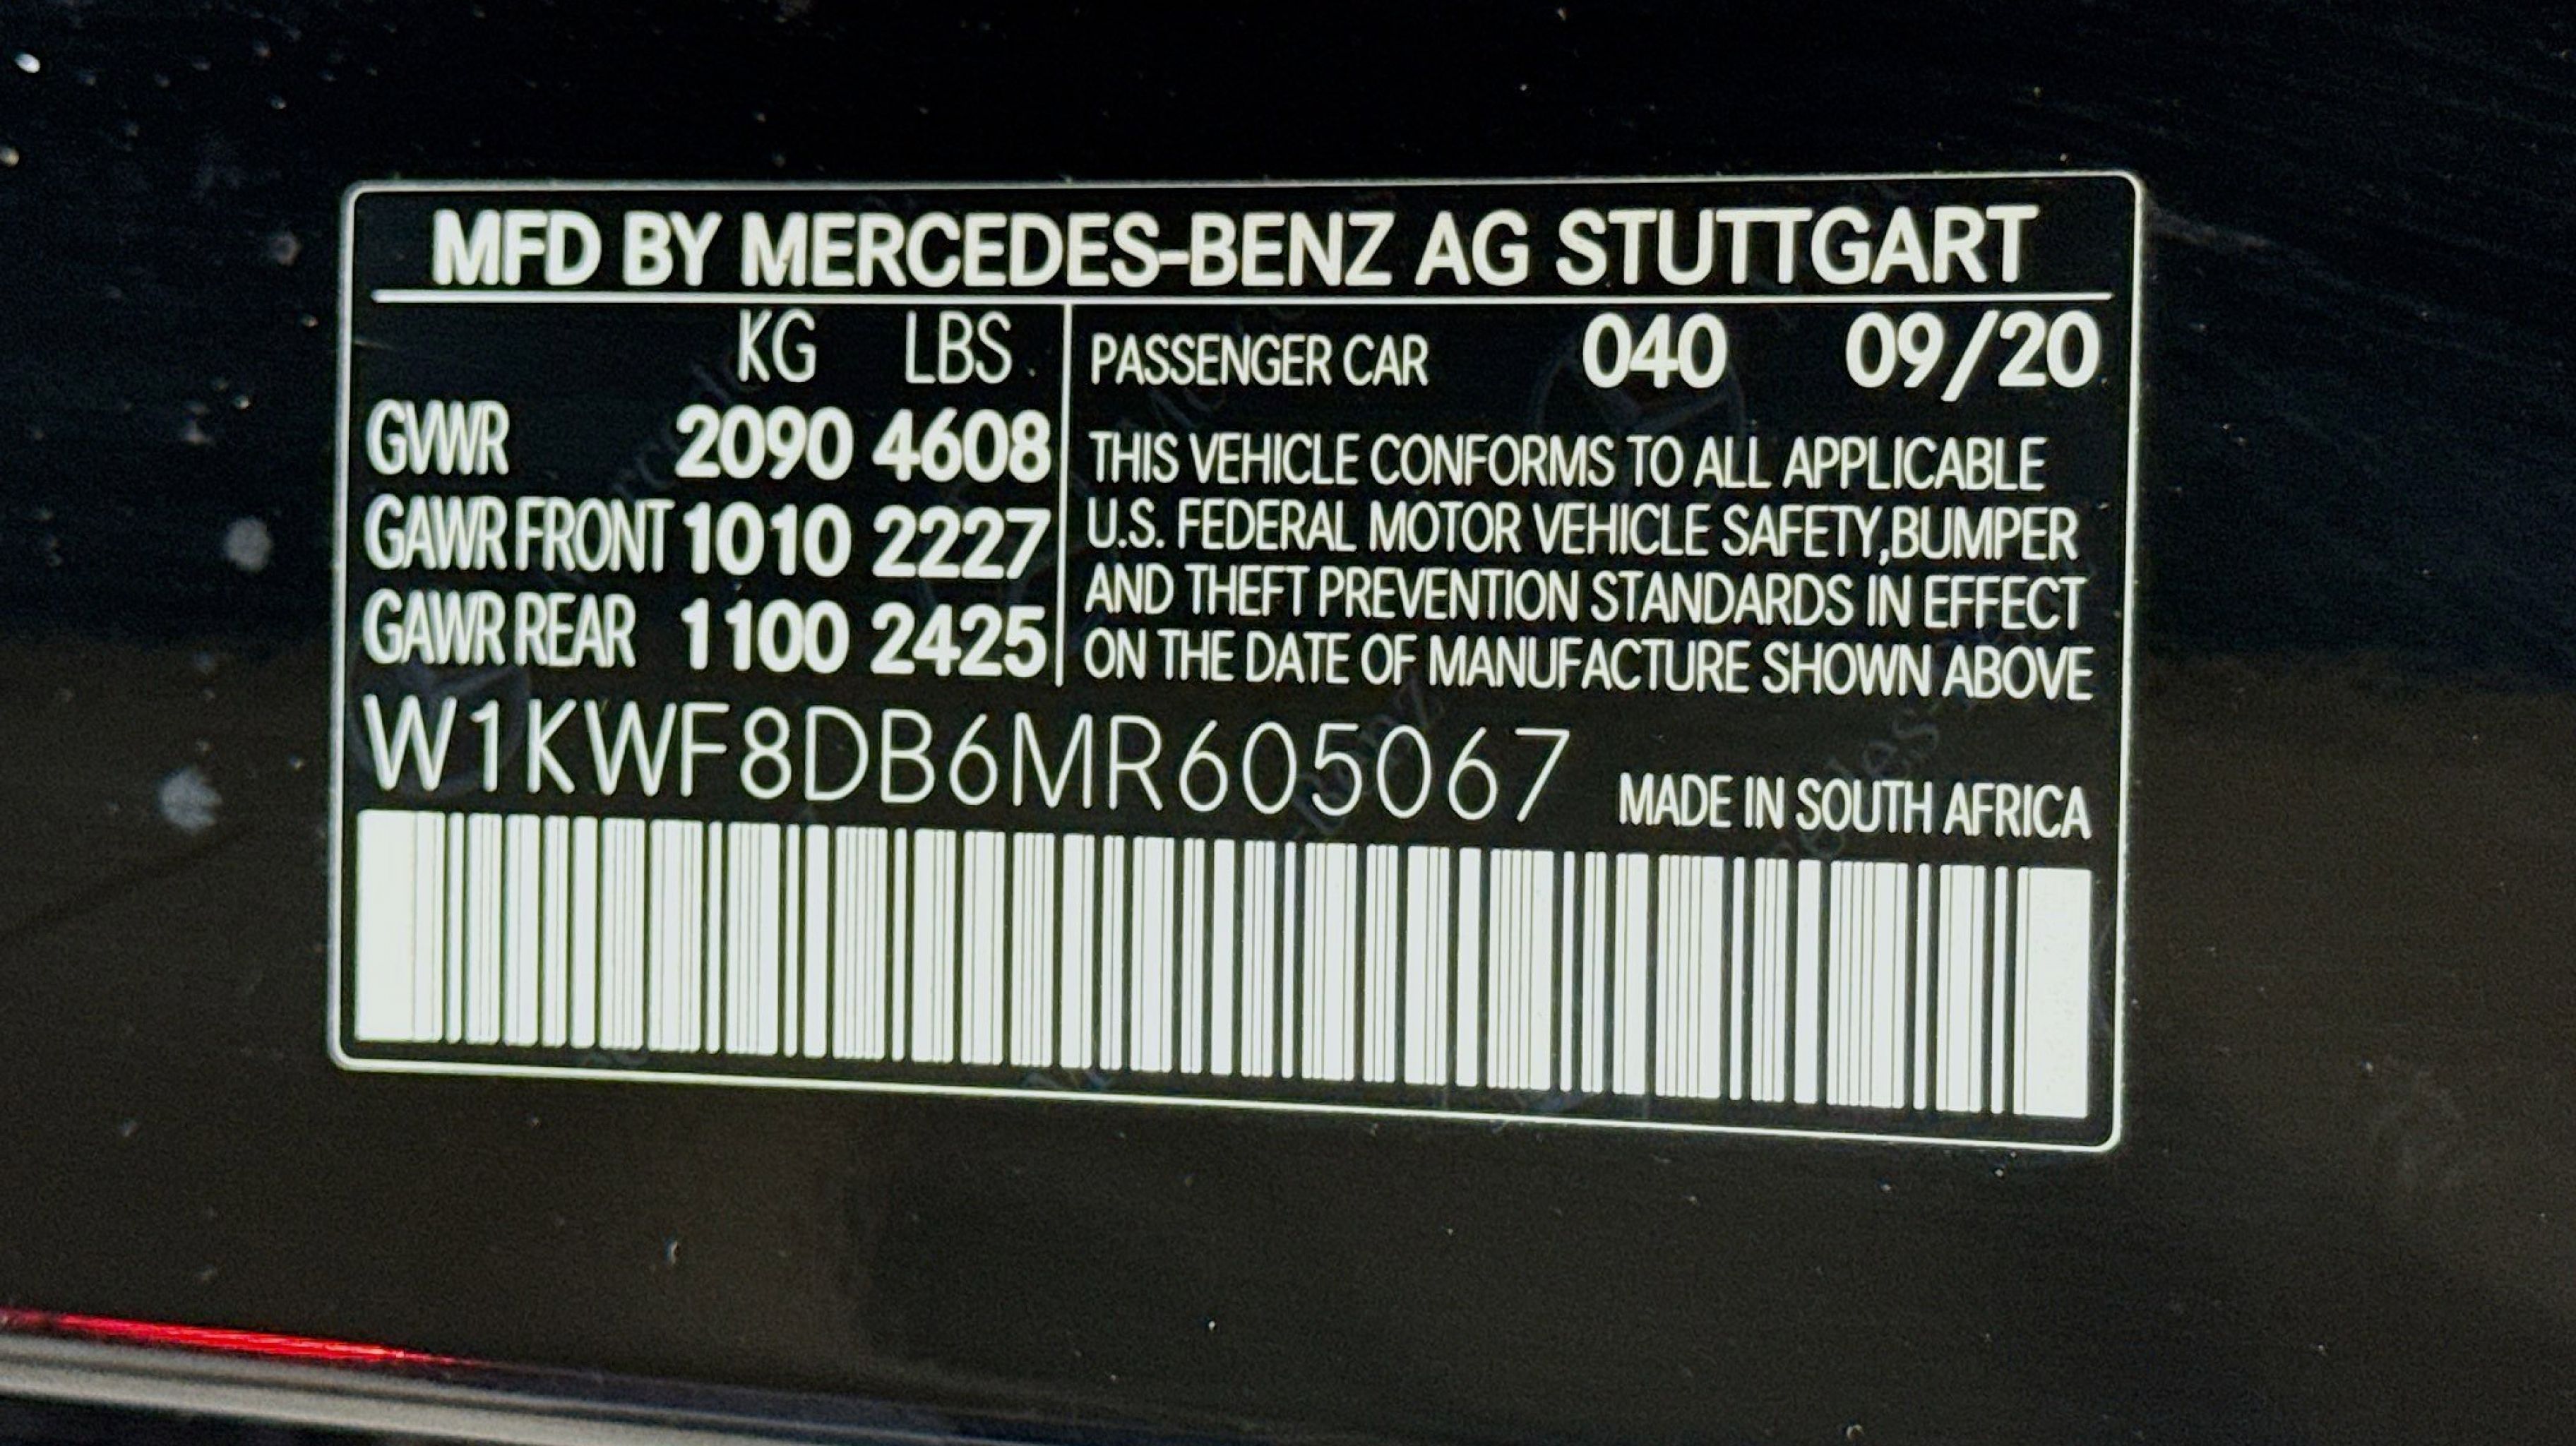 MFD BY MERCEDES-BENZ AG STUTTGART
KG LBS
GVWR 2090 4608
GAWR FRONT 1010 2227
GAWR REAR 1100 2425
PASSENGER CAR 040 09/20
THIS VEHICLE CONFORMS TO ALL APPLICABLE
U.S. FEDERAL MOTOR VEHICLE SAFETY,BUMPER
AND THEFT PREVENTION STANDARDS IN EFFECT
ON THE DATE OF MANUFACTURE SHOWN ABOVE
W1KWF8DB6MR605067
MADE IN SOUTH AFRICA